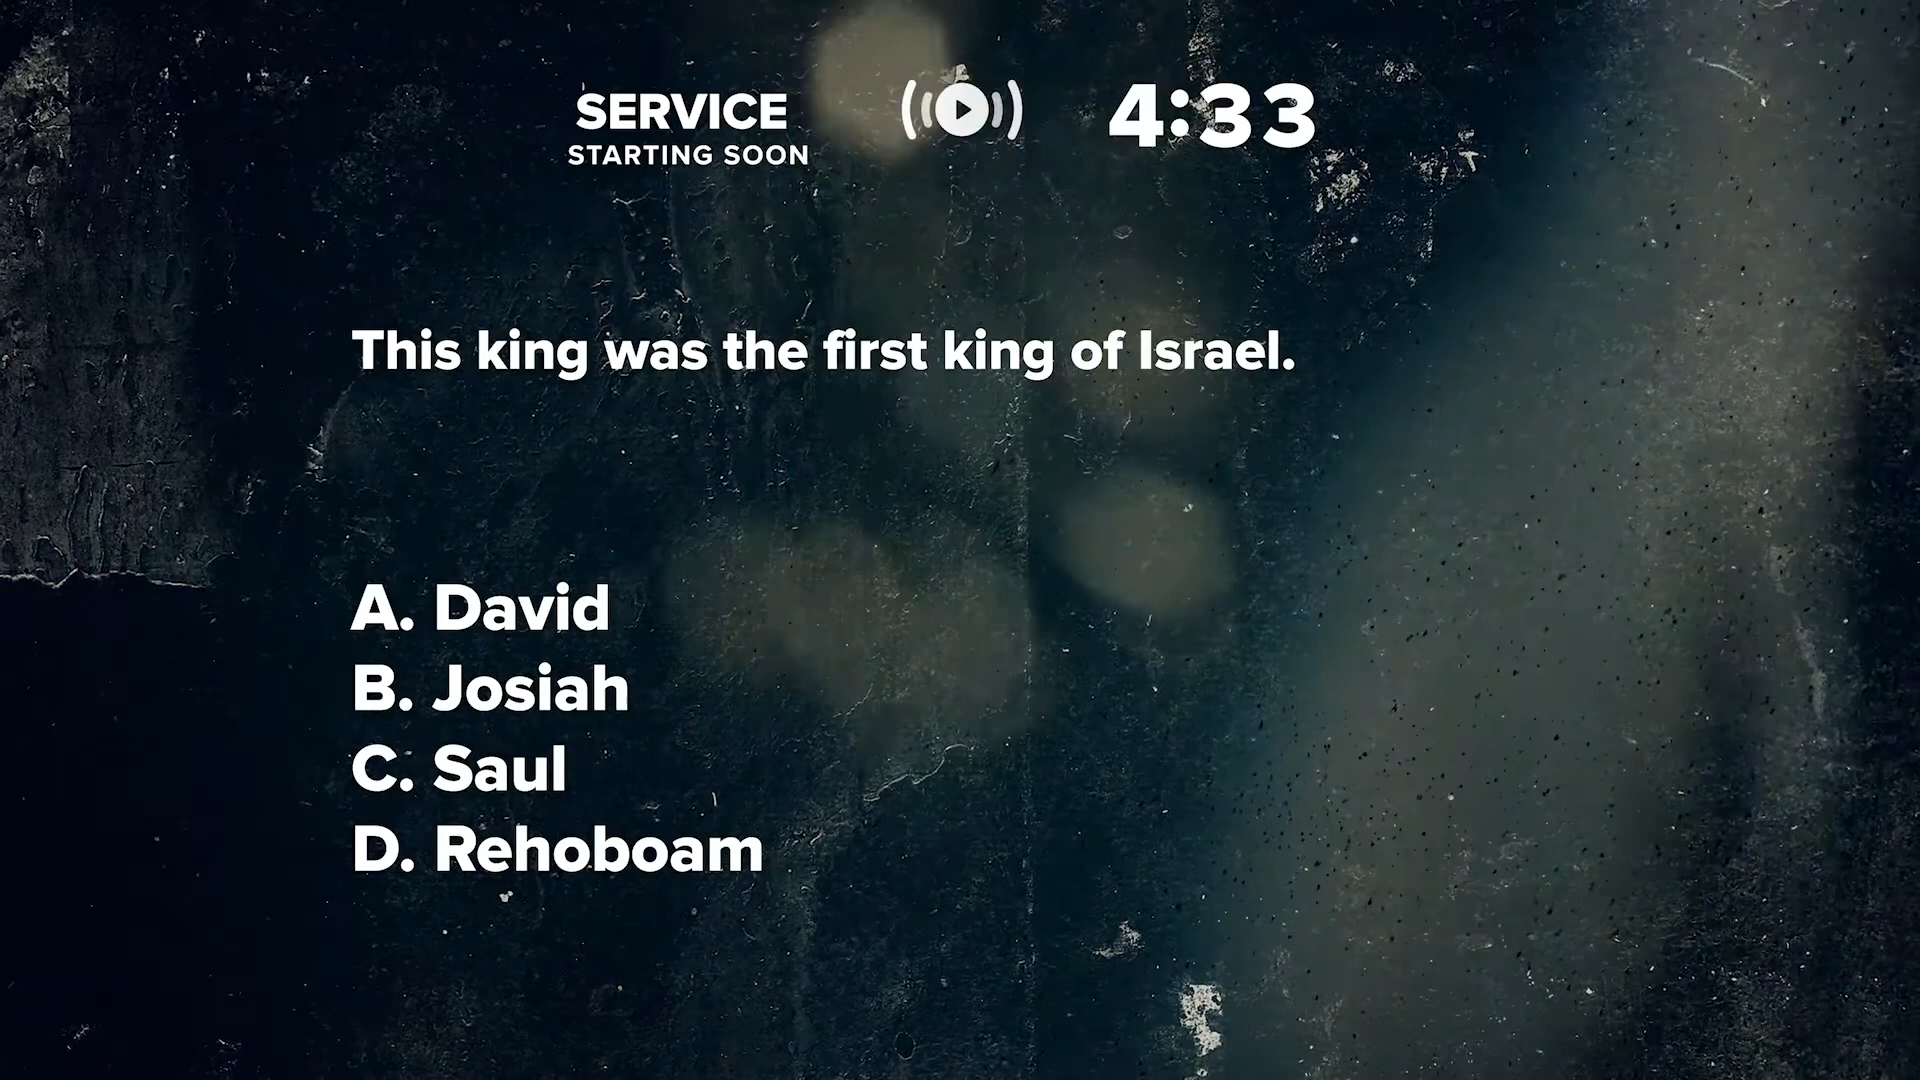 SERVICE
STARTING SOON
4:33
This king was the first king of Israel.
A. David
B. Josiah
C. Saul
D. Rehoboam